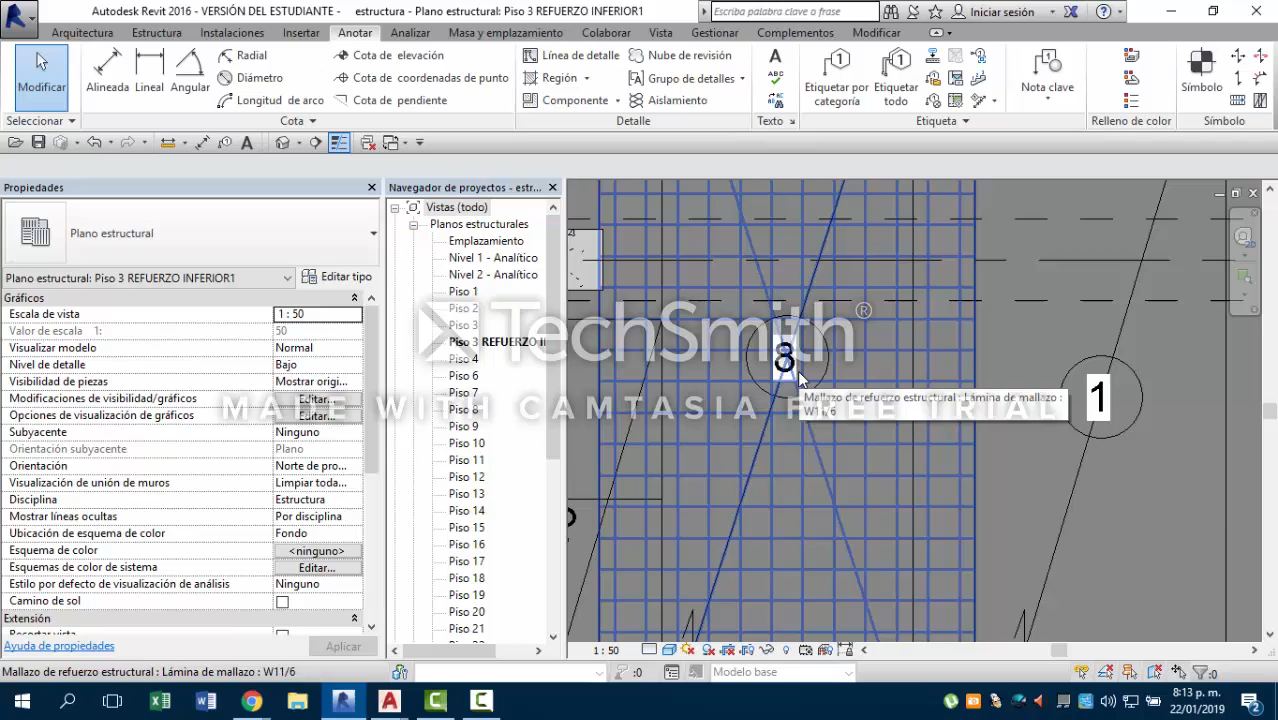 Autodesk Revit 2016 - VERSIÓN DEL ESTUDIANTE - estructura - Plano estructural: Piso 3 REFUERZO INFERIOR1
Escriba palabra clave o frase
Iniciar sesión
Arquitectura Estructura Instalaciones Insertar Anotar Analizar Masa y emplazamiento Colaborar Vista Gestionar Complementos Modificar
Modificar
Alineada Lineal Angular
Radial
Diámetro
Longitud de arco
Cota de elevación
Cota de coordenadas de punto
Cota de pendiente
Línea de detalle
Región
Componente
Nube de revisión
Grupo de detalles
Aislamiento
A
ABC
Etiquetar por categoría
Etiquetar todo
Nota clave
Símbolo
Seleccionar
Cota
Detalle
Texto
Etiqueta
Relleno de color
Símbolo
Propiedades
Plano estructural
Plano estructural: Piso 3 REFUERZO INFERIOR1
Editar tipo
Gráficos
Escala de vista 1 : 50
Valor de escala 1: 50
Visualizar modelo Normal
Nivel de detalle Bajo
Visibilidad de piezas Mostrar origi...
Modificaciones de visibilidad/gráficos Editar...
Opciones de visualización de gráficos Editar...
Subyacente Ninguno
Orientación subyacente Plano
Orientación Norte de pro...
Visualización de unión de muros Limpiar toda...
Disciplina Estructura
Mostrar líneas ocultas Por disciplina
Ubicación de esquema de color Fondo
Esquema de color <ninguno>
Esquemas de color de sistema Editar...
Estilo por defecto de visualización de análisis Ninguno
Camino de sol
Extensión
Recortar vista
Ayuda de propiedades
Aplicar
Navegador de proyectos - estr...
Vistas (todo)
Planos estructurales
Emplazamiento
Nivel 1 - Analítico
Nivel 2 - Analítico
Piso 1
Piso 2
Piso 3
Piso 3 REFUERZO I
Piso 4
Piso 6
Piso 7
Piso 8
Piso 9
Piso 10
Piso 11
Piso 12
Piso 13
Piso 14
Piso 15
Piso 16
Piso 17
Piso 18
Piso 19
Piso 20
Piso 21
8
1
Mallazo de refuerzo estructural : Lámina de mallazo :
W11/6
TechSmith®
MADE WITH CAMTASIA FREE TRIAL
1 : 50
Mallazo de refuerzo estructural : Lámina de mallazo : W11/6
:0
Modelo base
:0
8:13 p. m.
22/01/2019
2